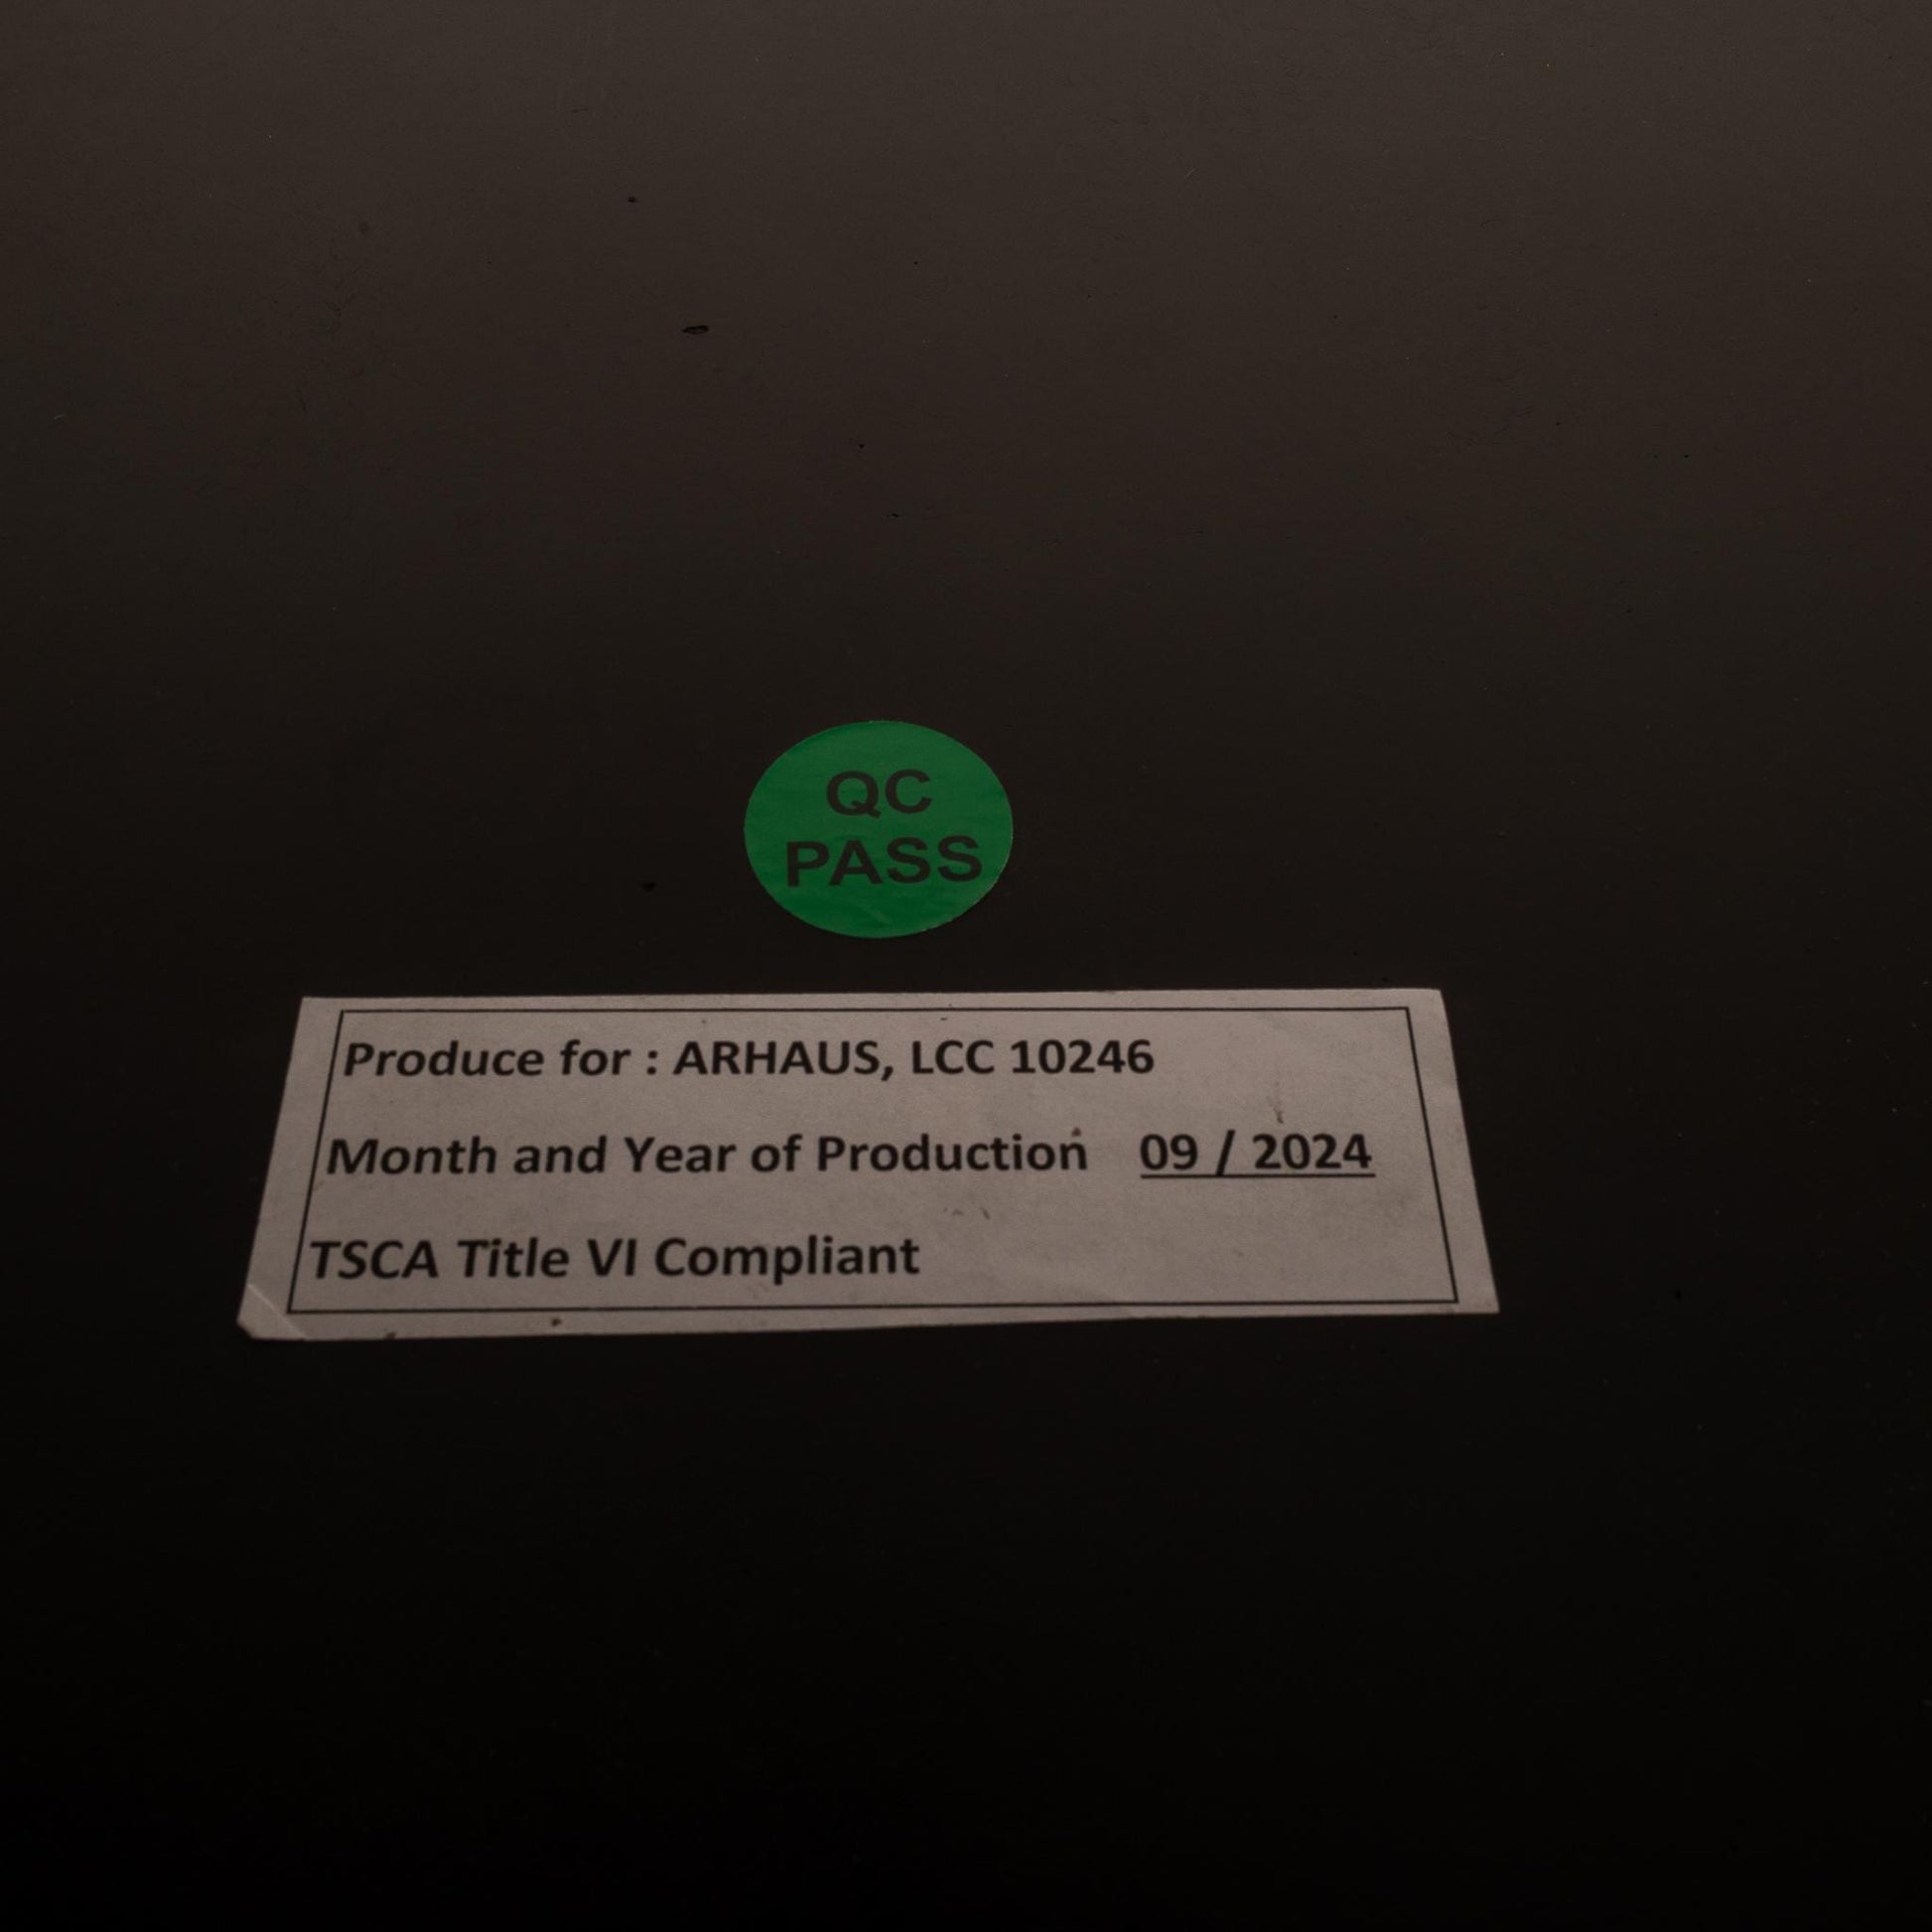 QC
PASS
Produce for : ARHAUS, LCC 10246
Month and Year of Production 09 / 2024
TSCA Title VI Compliant